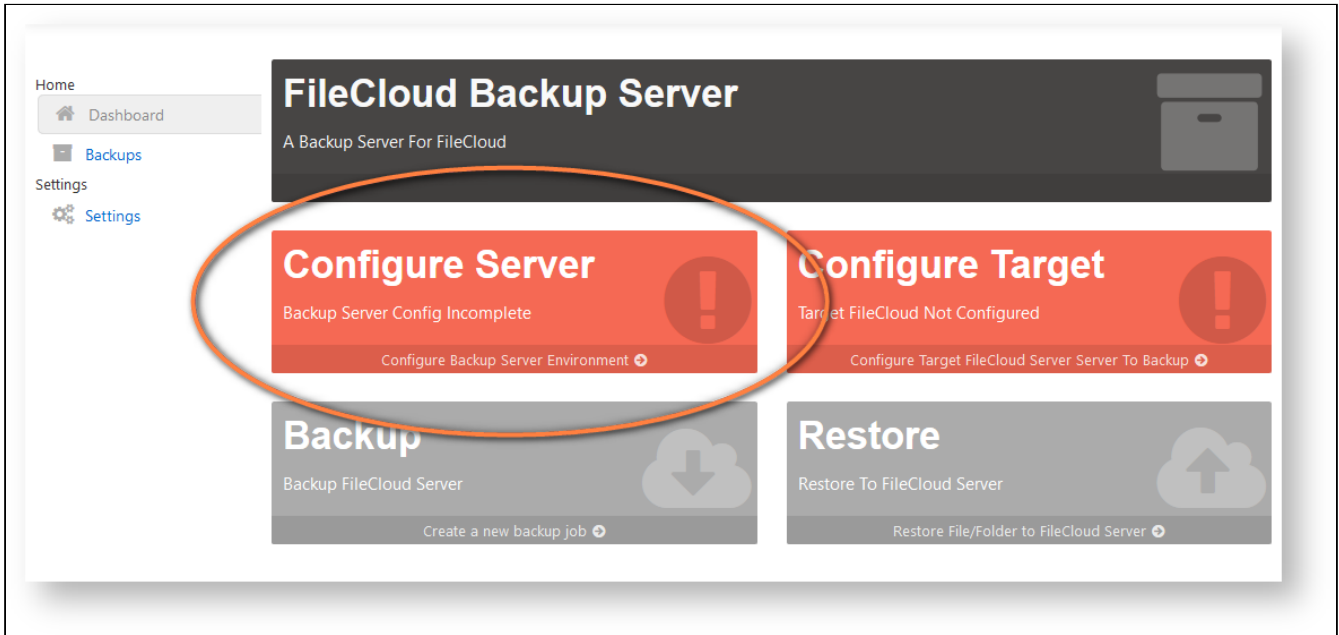 Home
Dashboard
Backups
Settings
Settings
FileCloud Backup Server
A Backup Server For FileCloud
Configure Server
Backup Server Config Incomplete
Configure Backup Server Environment
Configure Target
Target FileCloud Not Configured
Configure Target FileCloud Server Server To Backup
Backup
Backup FileCloud Server
Create a new backup job
Restore
Restore To FileCloud Server
Restore File/Folder to FileCloud Server